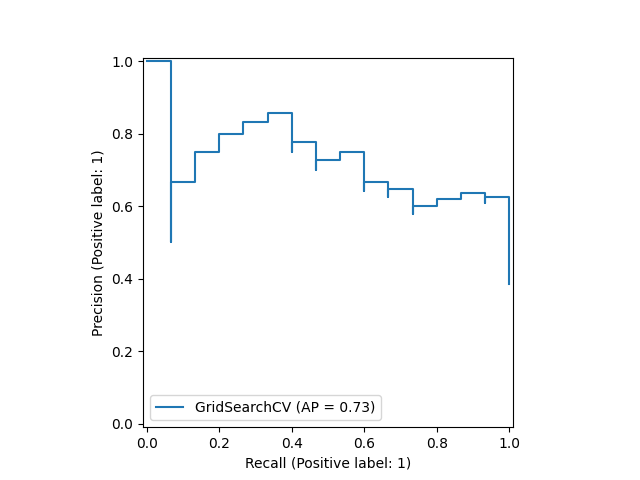 1.0
0.8
0.6
0.4
0.2
0.0
Precision (Positive label: 1)
GridSearchCV (AP = 0.73)
0.0 0.2 0.4 0.6 0.8 1.0
Recall (Positive label: 1)